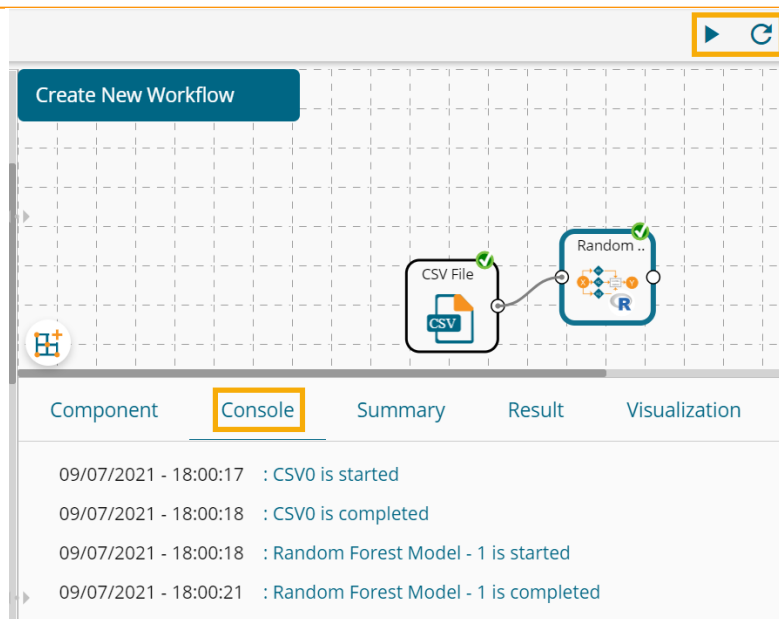 Create New Workflow
Random ..
CSV File
CSV
X
Y
R
Component Console Summary Result Visualization
09/07/2021 - 18:00:17 : CSV0 is started
09/07/2021 - 18:00:18 : CSV0 is completed
09/07/2021 - 18:00:18 : Random Forest Model - 1 is started
09/07/2021 - 18:00:21 : Random Forest Model - 1 is completed